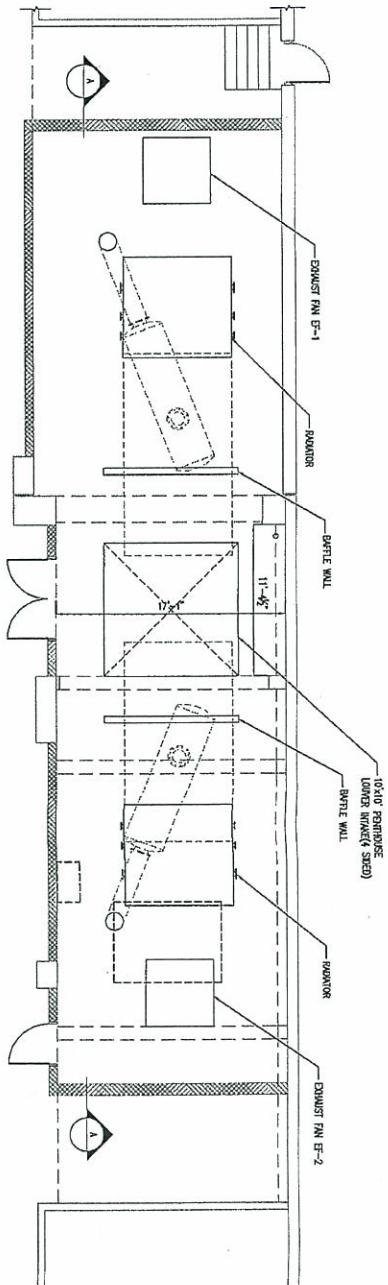 A
EXHAUST FAN EF-1
RADIATOR
BAFFLE WALL
11'-4½"
17'-1"
10'x10' PENTHOUSE
LOUVER INTAKE(4 SIDED)
BAFFLE WALL
RADIATOR
EXHAUST FAN EF-2
A